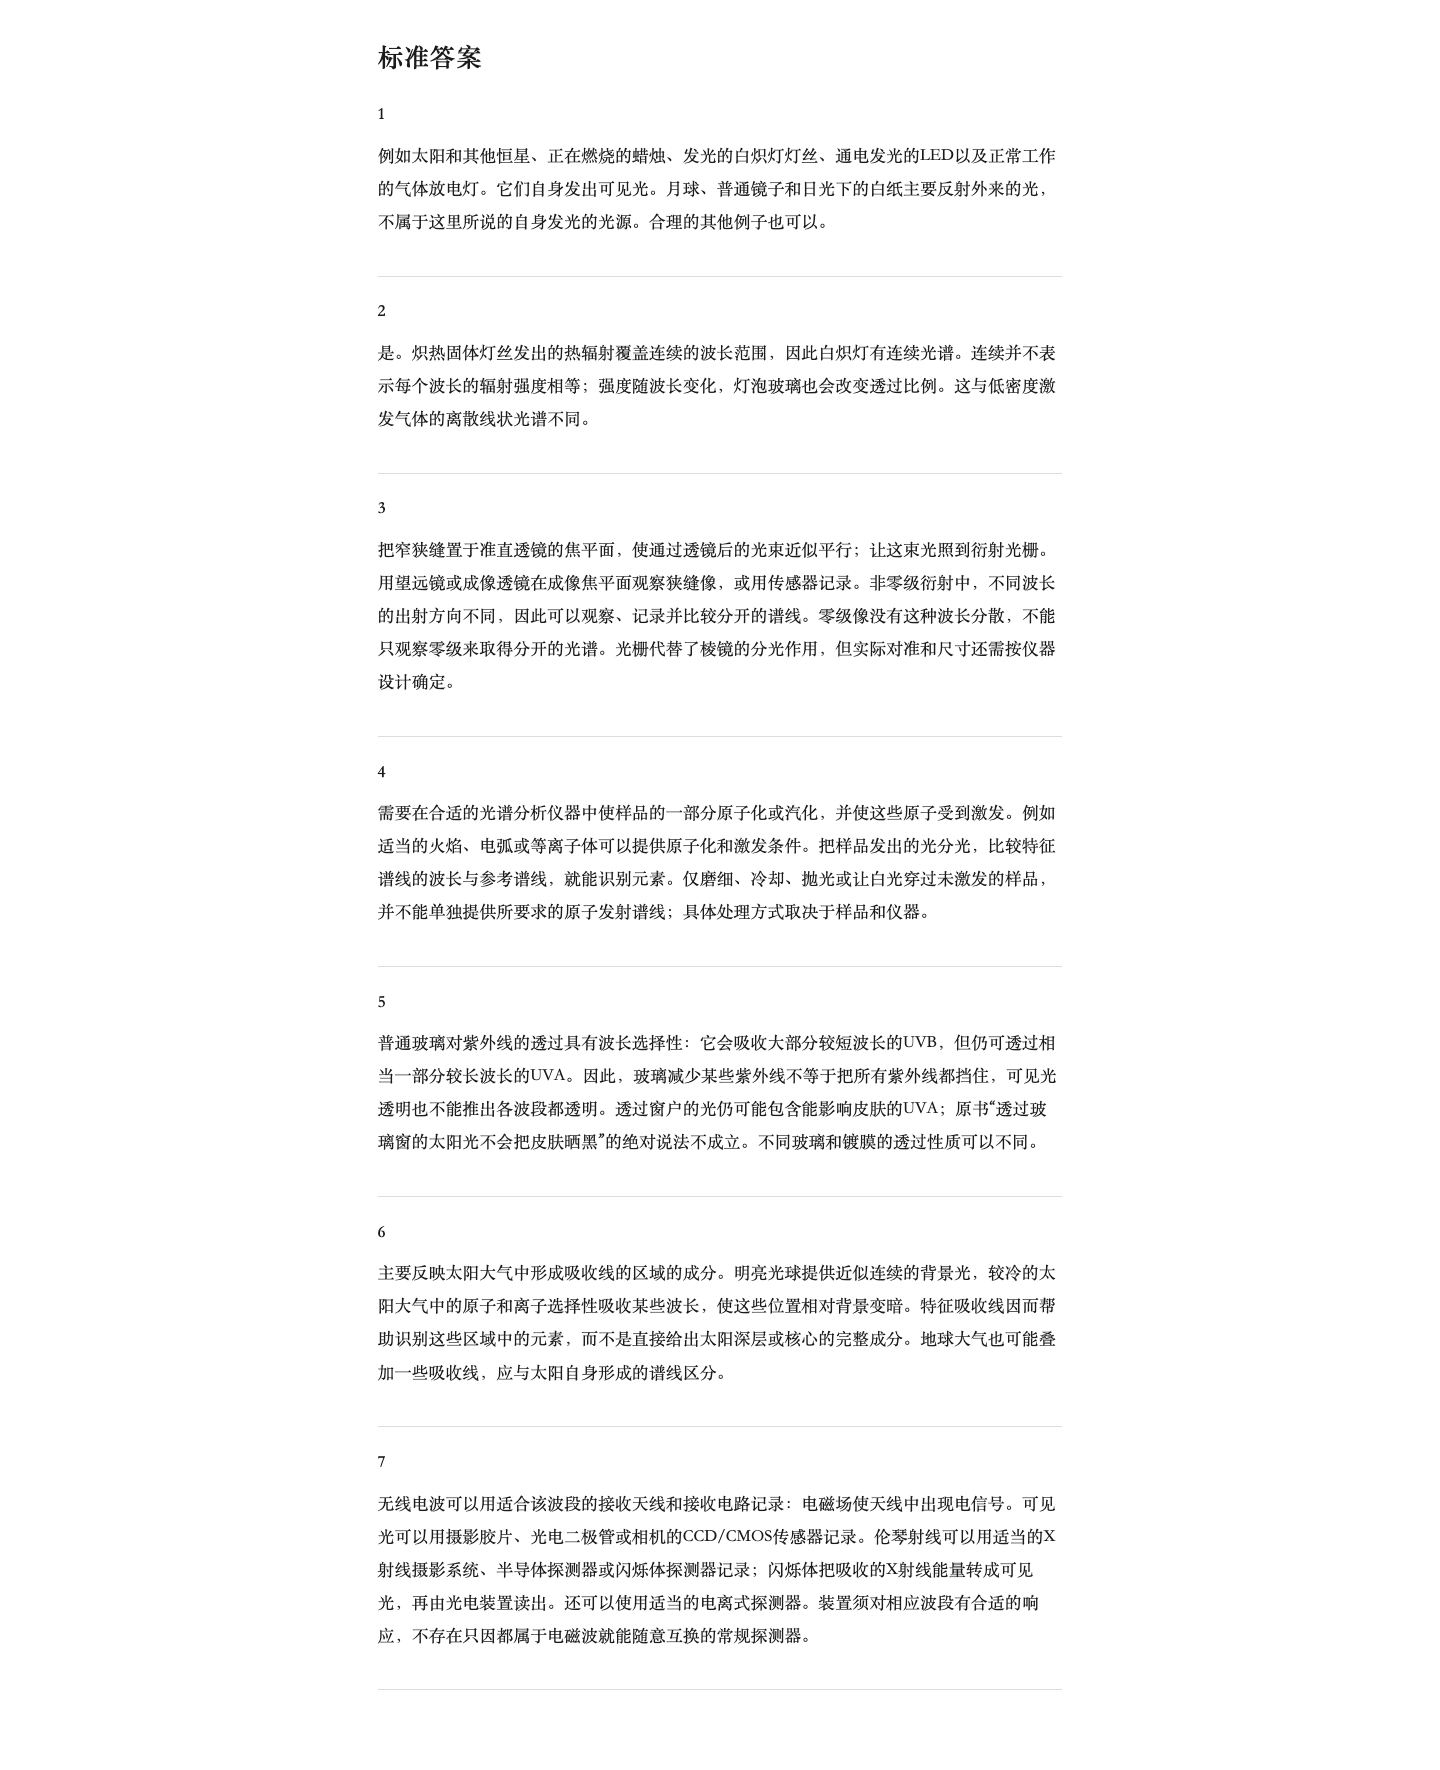 标准答案
1
例如太阳和其他恒星、正在燃烧的蜡烛、发光的白炽灯灯丝、通电发光的LED以及正常工作
的气体放电灯。它们自身发出可见光。月球、普通镜子和日光下的白纸主要反射外来的光，
不属于这里所说的自身发光的光源。合理的其他例子也可以。
2
是。炽热固体灯丝发出的热辐射覆盖连续的波长范围，因此白炽灯有连续光谱。连续并不表
示每个波长的辐射强度相等；强度随波长变化，灯泡玻璃也会改变透过比例。这与低密度激
发气体的离散线状光谱不同。
3
把窄狭缝置于准直透镜的焦平面，使通过透镜后的光束近似平行；让这束光照到衍射光栅。
用望远镜或成像透镜在成像焦平面观察狭缝像，或用传感器记录。非零级衍射中，不同波长
的出射方向不同，因此可以观察、记录并比较分开的谱线。零级像没有这种波长分散，不能
只观察零级来取得分开的光谱。光栅代替了棱镜的分光作用，但实际对准和尺寸还需按仪器
设计确定。
4
需要在合适的光谱分析仪器中使样品的一部分原子化或汽化，并使这些原子受到激发。例如
适当的火焰、电弧或等离子体可以提供原子化和激发条件。把样品发出的光分光，比较特征
谱线的波长与参考谱线，就能识别元素。仅磨细、冷却、抛光或让白光穿过未激发的样品，
并不能单独提供所要求的原子发射谱线；具体处理方式取决于样品和仪器。
5
普通玻璃对紫外线的透过具有波长选择性：它会吸收大部分较短波长的UVB，但仍可透过相
当一部分较长波长的UVA。因此，玻璃减少某些紫外线不等于把所有紫外线都挡住，可见光
透明也不能推出各波段都透明。透过窗户的光仍可能包含能影响皮肤的UVA；原书“透过玻
璃窗的太阳光不会把皮肤晒黑”的绝对说法不成立。不同玻璃和镀膜的透过性质可以不同。
6
主要反映太阳大气中形成吸收线的区域的成分。明亮光球提供近似连续的背景光，较冷的太
阳大气中的原子和离子选择性吸收某些波长，使这些位置相对背景变暗。特征吸收线因而帮
助识别这些区域中的元素，而不是直接给出太阳深层或核心的完整成分。地球大气也可能叠
加一些吸收线，应与太阳自身形成的谱线区分。
7
无线电波可以用适合该波段的接收天线和接收电路记录：电磁场使天线中出现电信号。可见
光可以用摄影胶片、光电二极管或相机的CCD/CMOS传感器记录。伦琴射线可以用适当的X
射线摄影系统、半导体探测器或闪烁体探测器记录；闪烁体把吸收的X射线能量转成可见
光，再由光电装置读出。还可以使用适当的电离式探测器。装置须对相应波段有合适的响
应，不存在只因都属于电磁波就能随意互换的常规探测器。